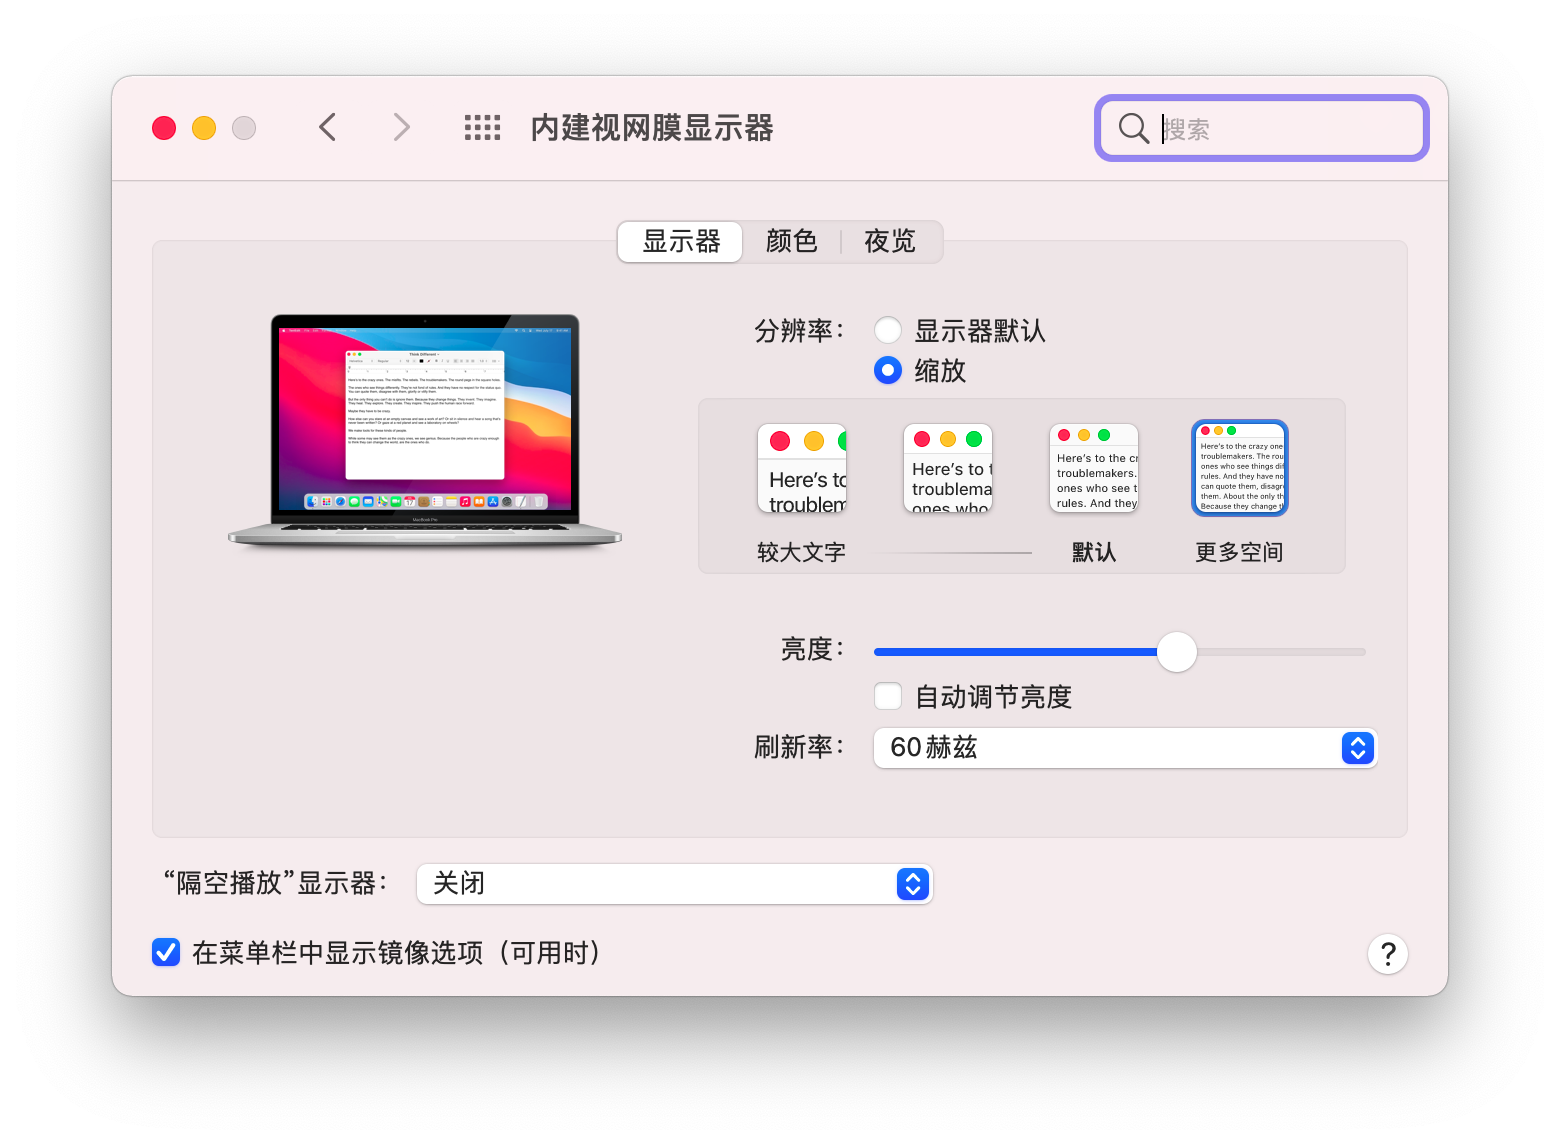 内建视网膜显示器
搜索
显示器
颜色
夜览
分辨率：
显示器默认
缩放
Here's to
troublem
Here's to t
troublema
ones who
Here's to the cr
troublemakers.
ones who see t
rules. And they
Here's to the crazy one
troublemakers. The rou
ones who see things dif
rules. And they have no
can quote them, disagre
them. About the only th
Because they change th
较大文字
默认
更多空间
亮度：
自动调节亮度
刷新率：
60赫兹
“隔空播放”显示器：
关闭
在菜单栏中显示镜像选项（可用时）
?